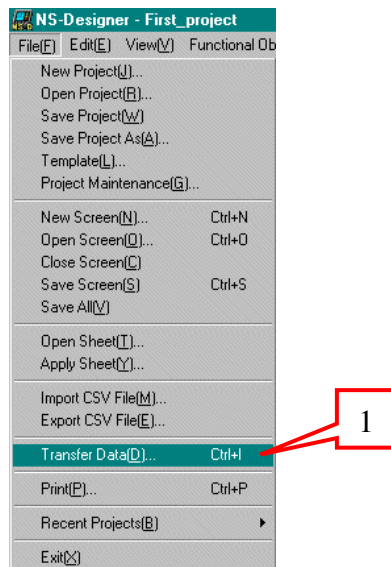 NS-Designer - First_project
File(F) Edit(E) View(V) Functional Ob
New Project(J)...
Open Project(R)...
Save Project(W)
Save Project As(A)...
Template(L)...
Project Maintenance(G)...
New Screen(N)... Ctrl+N
Open Screen(O)... Ctrl+O
Close Screen(C)
Save Screen(S) Ctrl+S
Save All(V)
Open Sheet(T)...
Apply Sheet(Y)...
Import CSV File(M)...
Export CSV File(E)...
Transfer Data(D)... Ctrl+I
1
Print(P)... Ctrl+P
Recent Projects(B)
Exit(X)